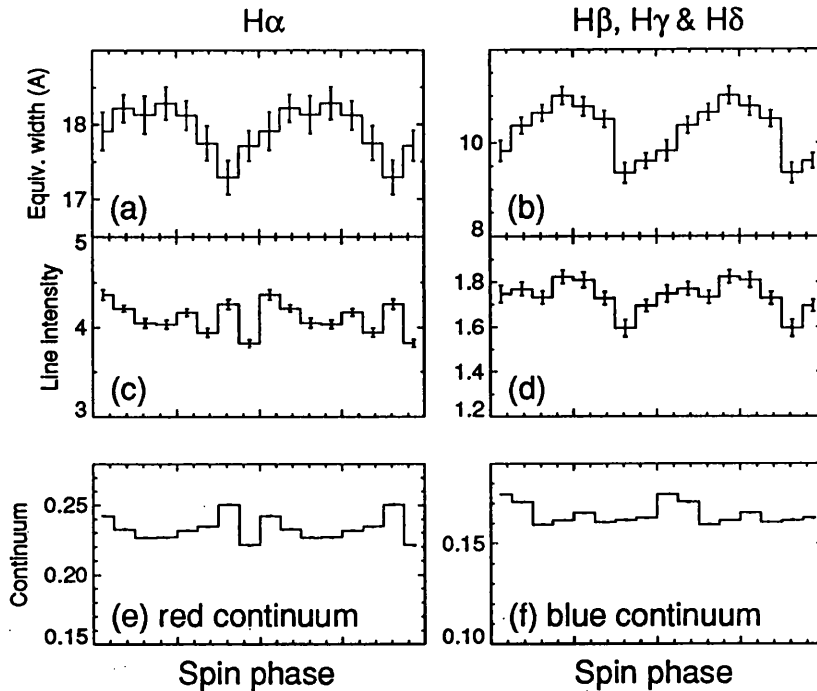 Hα
Hβ, Hγ & Hδ
Equiv. width (A)
18
17
(a)
10
8
(b)
Line intensity
5
4
3
(c)
1.8
1.6
1.4
1.2
(d)
Continuum
0.25
0.20
0.15
(e) red continuum
0.15
0.10
(f) blue continuum
Spin phase
Spin phase